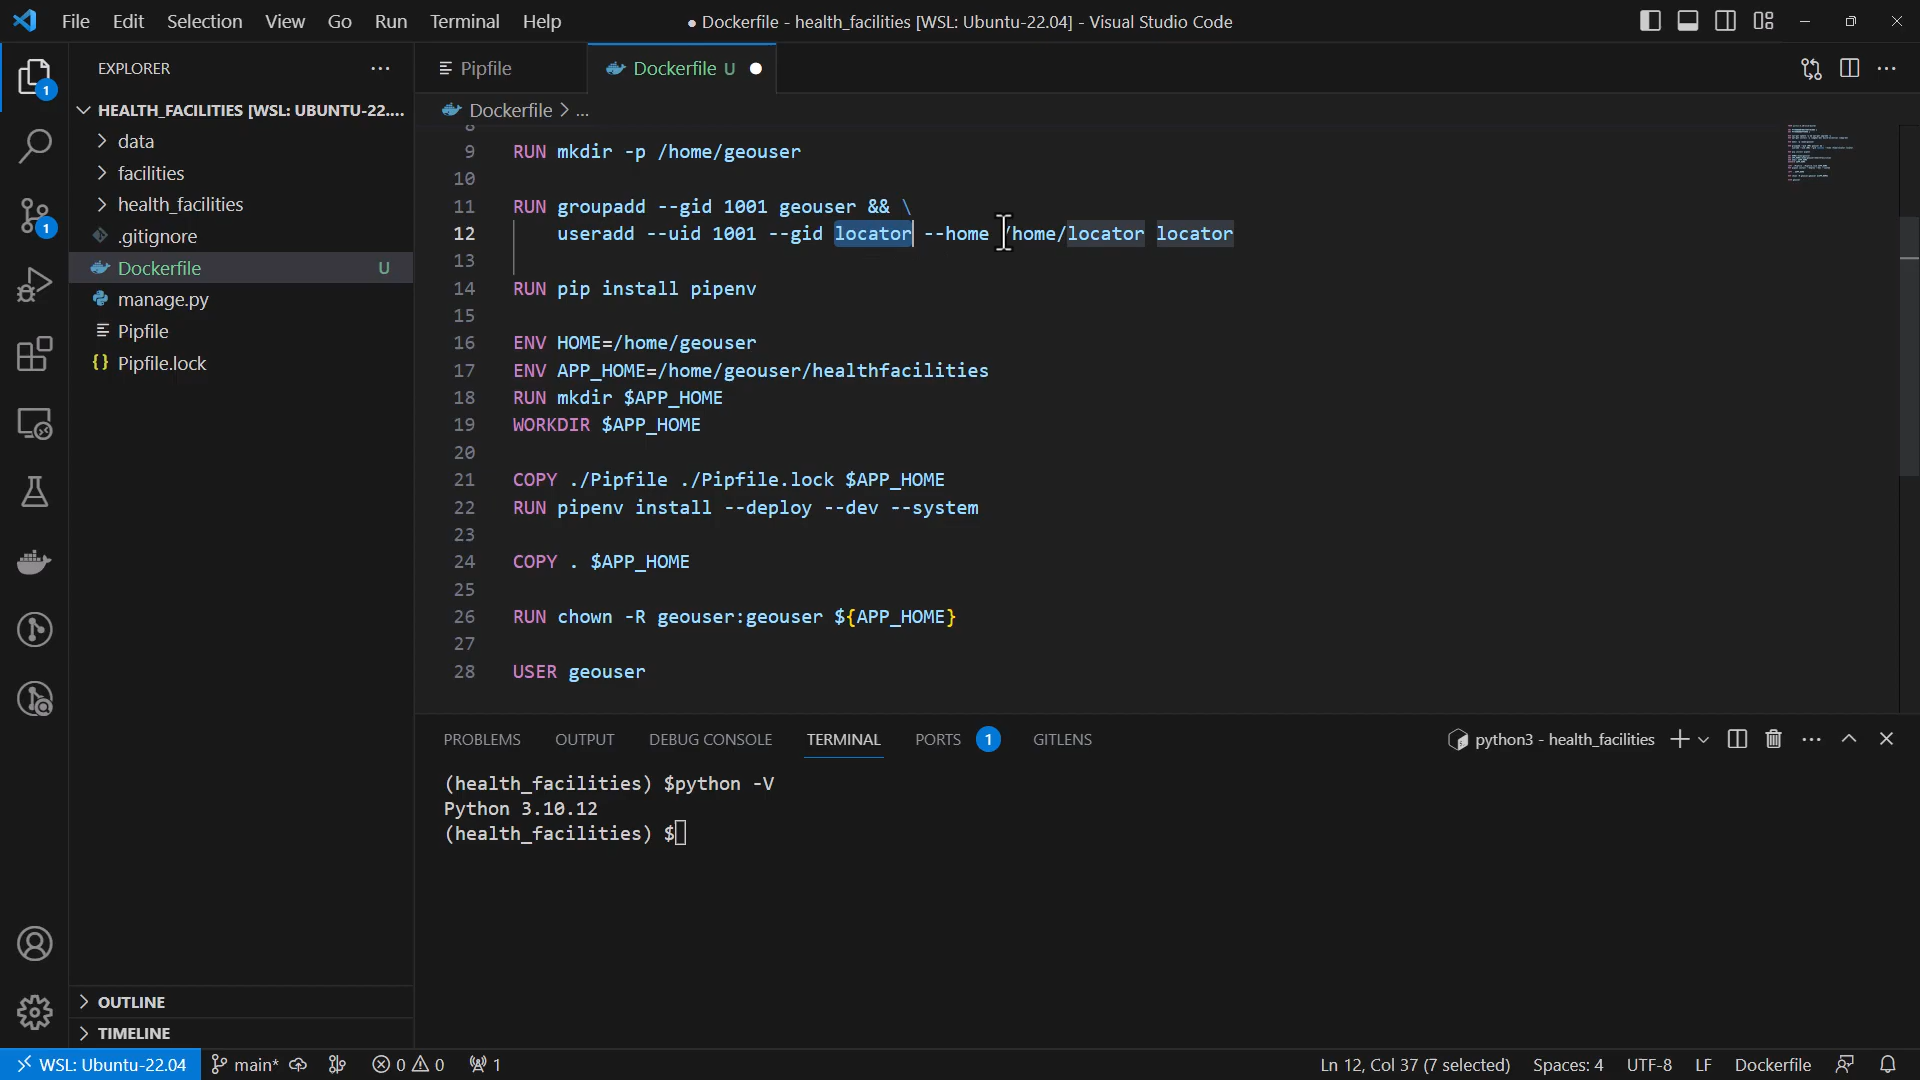 File Edit Selection View Go Run Terminal Help
● Dockerfile - health_facilities [WSL: Ubuntu-22.04] - Visual Studio Code
EXPLORER
Pipfile
Dockerfile U
Dockerfile > ...
HEALTH_FACILITIES [WSL: UBUNTU-22....
data
facilities
health_facilities
.gitignore
Dockerfile U
manage.py
Pipfile
Pipfile.lock
1
1
8
9 RUN mkdir -p /home/geouser
10
11 RUN groupadd --gid 1001 geouser && \
12 useradd --uid 1001 --gid locator --home /home/locator locator
13
14 RUN pip install pipenv
15
16 ENV HOME=/home/geouser
17 ENV APP_HOME=/home/geouser/healthfacilities
18 RUN mkdir $APP_HOME
19 WORKDIR $APP_HOME
20
21 COPY ./Pipfile ./Pipfile.lock $APP_HOME
22 RUN pipenv install --deploy --dev --system
23
24 COPY . $APP_HOME
25
26 RUN chown -R geouser:geouser ${APP_HOME}
27
28 USER geouser
PROBLEMS OUTPUT DEBUG CONSOLE TERMINAL PORTS 1 GITLENS
python3 - health_facilities
(health_facilities) $python -V
Python 3.10.12
(health_facilities) $
OUTLINE
TIMELINE
WSL: Ubuntu-22.04 main* 0 0 1
Ln 12, Col 37 (7 selected) Spaces: 4 UTF-8 LF Dockerfile